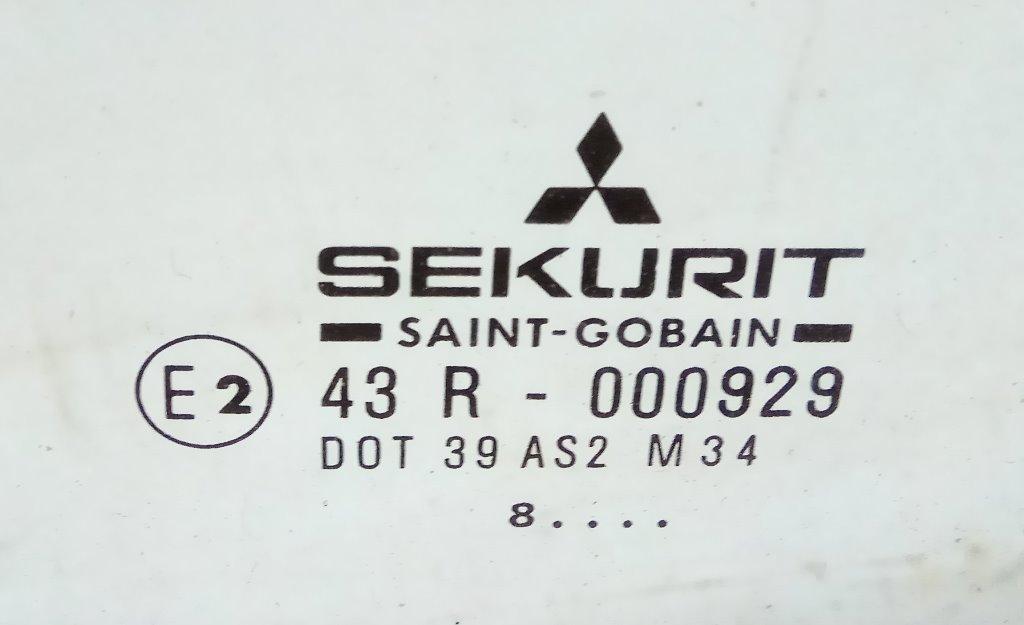 SEKURIT
SAINT-GOBAIN
E2 43 R - 000929
DOT 39 AS2 M34
8....